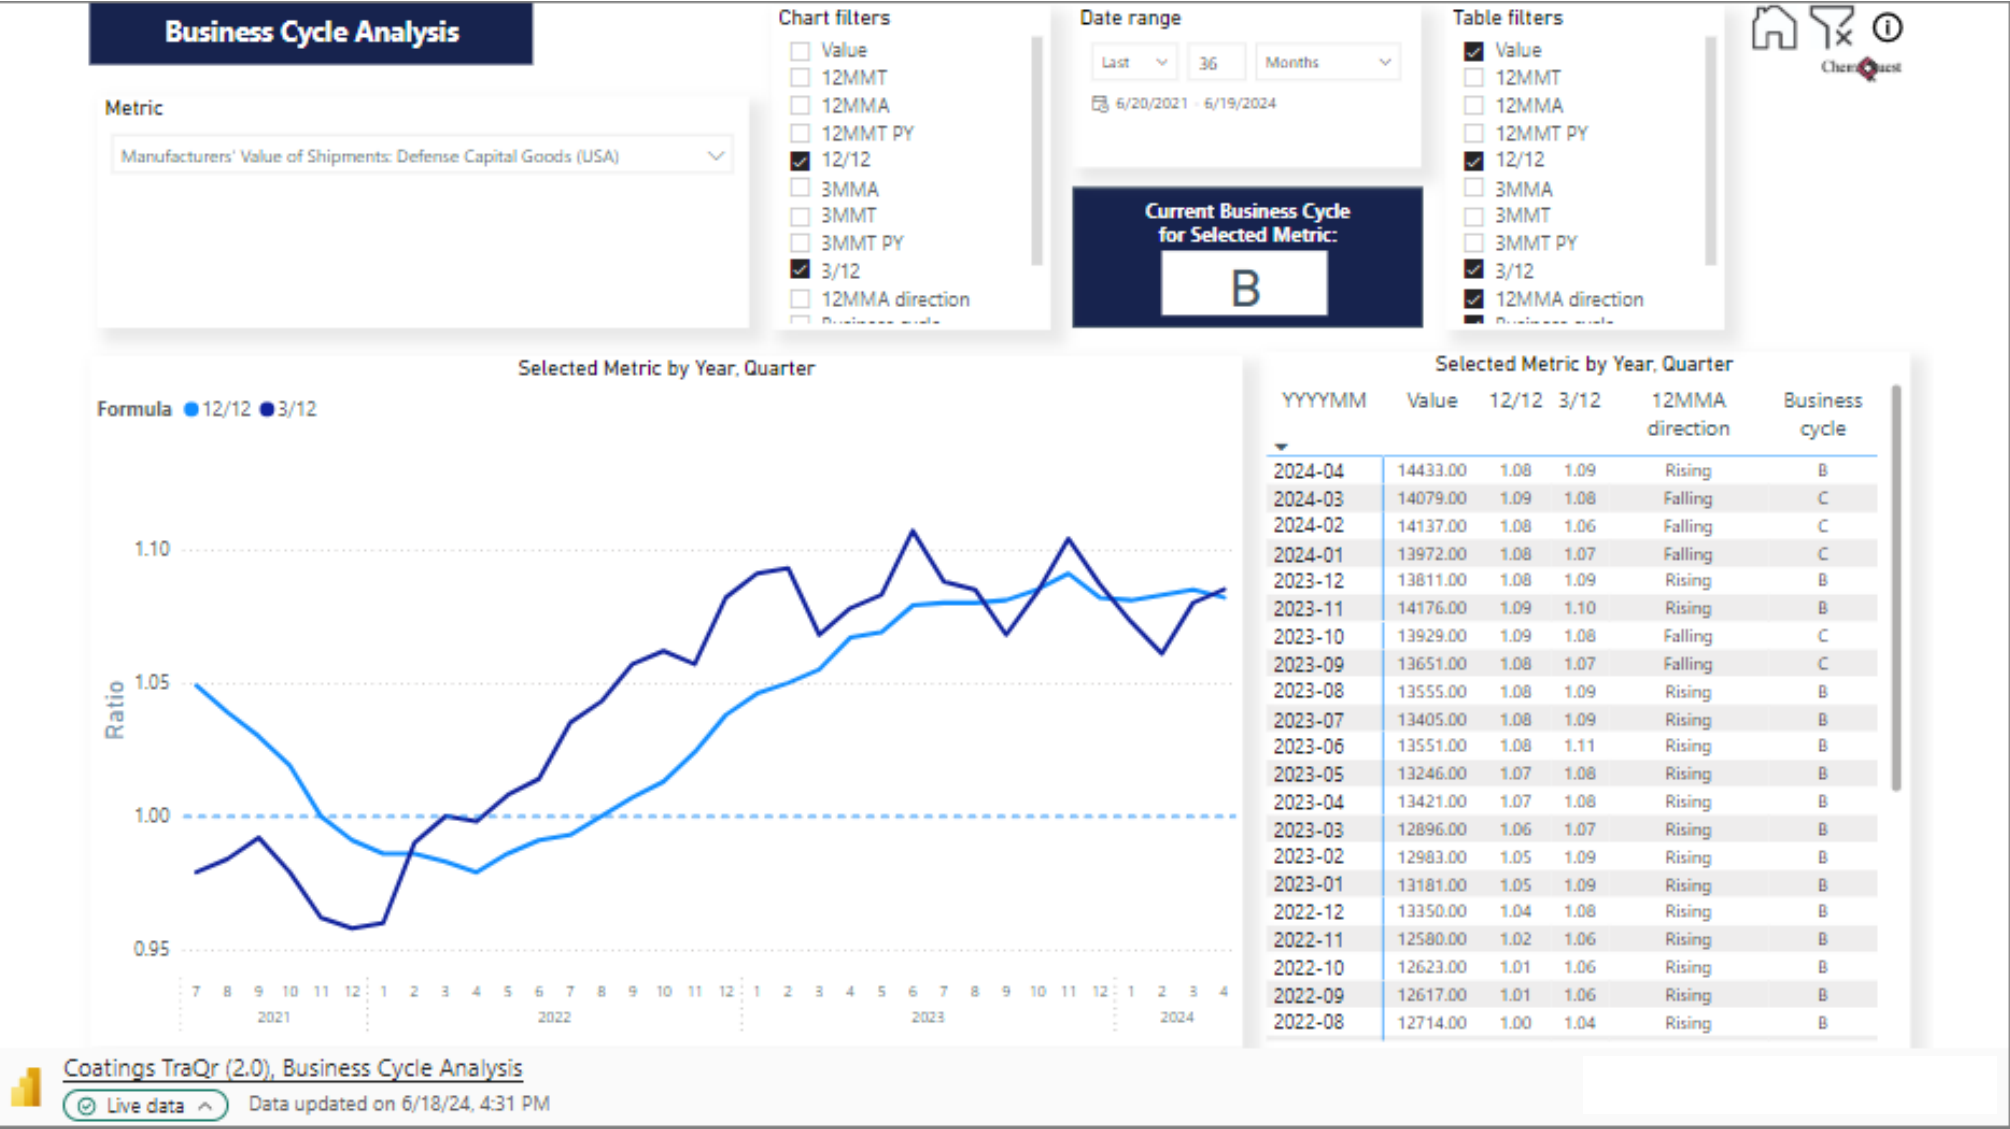 Business Cycle Analysis
Metric
Manufacturers' Value of Shipments: Defense Capital Goods (USA)
Chart filters
Value
12MMT
12MMA
12MMT PY
12/12
3MMA
3MMT
3MMT PY
3/12
12MMA direction
Business cycle
Date range
Last
36
Months
6/20/2021 - 6/19/2024
Current Business Cycle
for Selected Metric:
B
Table filters
Value
12MMT
12MMA
12MMT PY
12/12
3MMA
3MMT
3MMT PY
3/12
12MMA direction
Business cycle
ChemQuest
Selected Metric by Year, Quarter
Formula 12/12 3/12
Ratio
1.10
1.05
1.00
0.95
7 8 9 10 11 12 1 2 3 4 5 6 7 8 9 10 11 12 1 2 3 4 5 6 7 8 9 10 11 12 1 2 3 4
2021 2022 2023 2024
Selected Metric by Year, Quarter
YYYYMM Value 12/12 3/12 12MMA direction Business cycle
2024-04 14433.00 1.08 1.09 Rising B
2024-03 14079.00 1.09 1.08 Falling C
2024-02 14137.00 1.08 1.06 Falling C
2024-01 13972.00 1.08 1.07 Falling C
2023-12 13811.00 1.08 1.09 Rising B
2023-11 14176.00 1.09 1.10 Rising B
2023-10 13929.00 1.09 1.08 Falling C
2023-09 13651.00 1.08 1.07 Falling C
2023-08 13555.00 1.08 1.09 Rising B
2023-07 13405.00 1.08 1.09 Rising B
2023-06 13551.00 1.08 1.11 Rising B
2023-05 13246.00 1.07 1.08 Rising B
2023-04 13421.00 1.07 1.08 Rising B
2023-03 12896.00 1.06 1.07 Rising B
2023-02 12983.00 1.05 1.09 Rising B
2023-01 13181.00 1.05 1.09 Rising B
2022-12 13350.00 1.04 1.08 Rising B
2022-11 12580.00 1.02 1.06 Rising B
2022-10 12623.00 1.01 1.06 Rising B
2022-09 12617.00 1.01 1.06 Rising B
2022-08 12714.00 1.00 1.04 Rising B
Coatings TraQr (2.0), Business Cycle Analysis
Live data
Data updated on 6/18/24, 4:31 PM